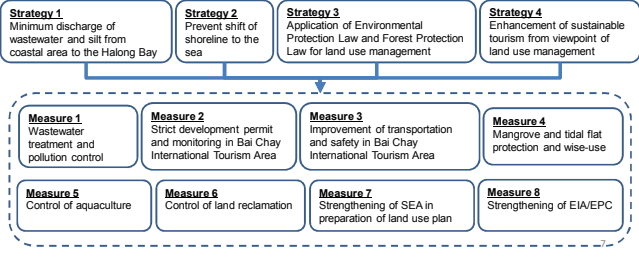 Strategy 1
Minimum discharge of
wastewater and silt from
coastal area to the Halong Bay
Strategy 2
Prevent shift of
shoreline to the
sea
Strategy 3
Application of Environmental
Protection Law and Forest Protection
Law for land use management
Strategy 4
Enhancement of sustainable
tourism from viewpoint of
land use management
Measure 1
Wastewater
treatment and
pollution control
Measure 2
Strict development permit
and monitoring in Bai Chay
International Tourism Area
Measure 3
Improvement of transportation
and safety in Bai Chay
International Tourism Area
Measure 4
Mangrove and tidal flat
protection and wise-use
Measure 5
Control of aquaculture
Measure 6
Control of land reclamation
Measure 7
Strengthening of SEA in
preparation of land use plan
Measure 8
Strengthening of EIA/EPC
7